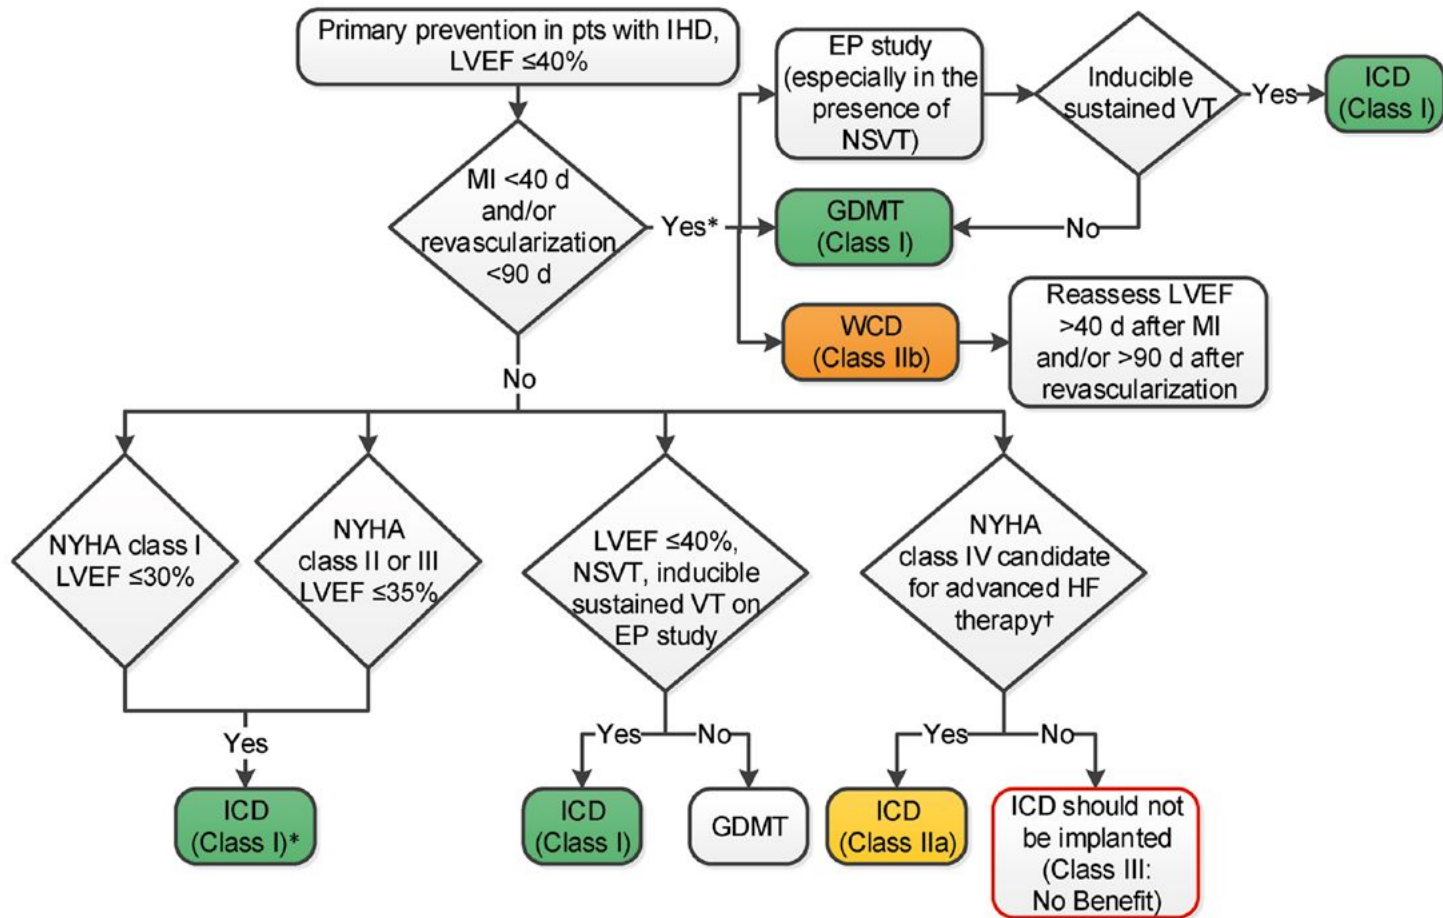 Primary prevention in pts with IHD,
LVEF ≤40%
EP study
(especially in the
presence of
NSVT)
Inducible
sustained VT
Yes
ICD
(Class I)
MI <40 d
and/or
revascularization
<90 d
Yes*
GDMT
(Class I)
No
WCD
(Class IIb)
Reassess LVEF
>40 d after MI
and/or >90 d after
revascularization
No
NYHA class I
LVEF ≤30%
NYHA
class II or III
LVEF ≤35%
LVEF ≤40%,
NSVT, inducible
sustained VT on
EP study
NYHA
class IV candidate
for advanced HF
therapy†
Yes
Yes
No
Yes
No
ICD
(Class I)*
ICD
(Class I)
GDMT
ICD
(Class IIa)
ICD should not
be implanted
(Class III:
No Benefit)